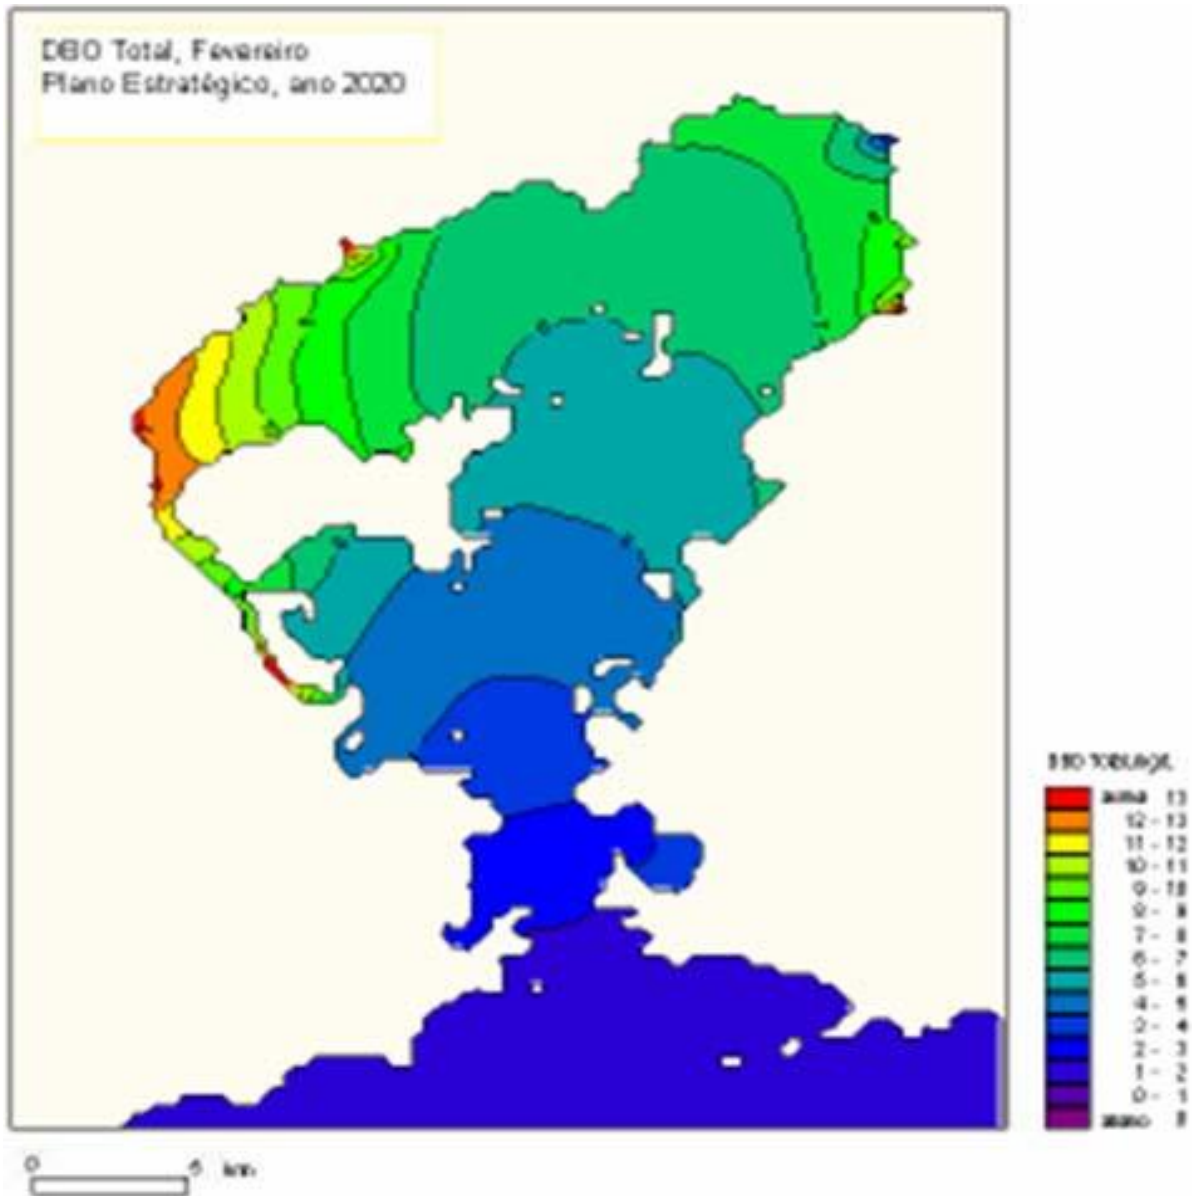 DBO Total, Fevereiro
Plano Estratégico, ano 2020
acima 13
12 - 13
11 - 12
10 - 11
9 - 10
7 - 8
6 - 7
5 - 6
4 - 5
2 - 3
1 - 2
0 - 1
0 5 km